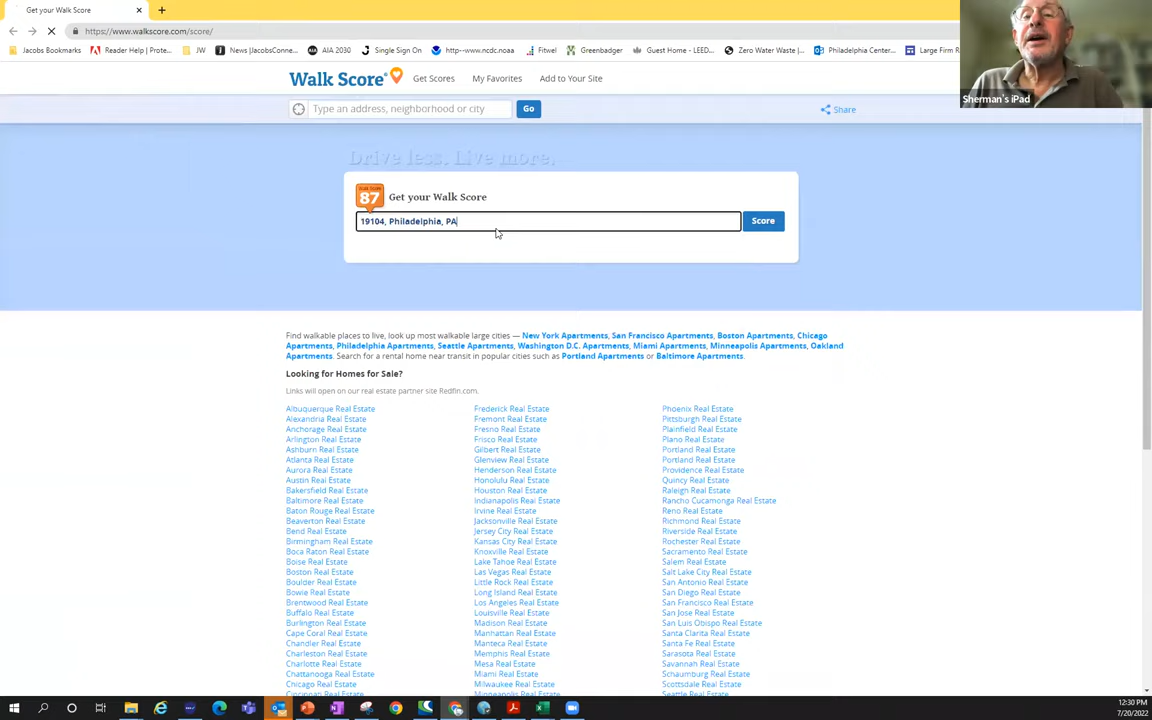 Get your Walk Score
https://www.walkscore.com/score/
Jacobs Bookmarks Reader Help | Prote... JW News |JacobsConne... AIA 2030 Single Sign On http--www.ncdc.noaa Fitwel Greenbadger Guest Home - LEED... Zero Water Waste |... Philadelphia Center... Large Firm R
Sherman's iPad
Walk Score Get Scores My Favorites Add to Your Site
Type an address, neighborhood or city Go Share
Drive less. Live more.
87 Get your Walk Score
19104, Philadelphia, PA Score
Find walkable places to live, look up most walkable large cities — New York Apartments, San Francisco Apartments, Boston Apartments, Chicago
Apartments, Philadelphia Apartments, Seattle Apartments, Washington D.C. Apartments, Miami Apartments, Minneapolis Apartments, Oakland
Apartments. Search for a rental home near transit in popular cities such as Portland Apartments or Baltimore Apartments.
Looking for Homes for Sale?
Links will open on our real estate partner site Redfin.com.
Albuquerque Real Estate Frederick Real Estate Phoenix Real Estate
Alexandria Real Estate Fremont Real Estate Pittsburgh Real Estate
Anchorage Real Estate Fresno Real Estate Plainfield Real Estate
Arlington Real Estate Frisco Real Estate Plano Real Estate
Ashburn Real Estate Gilbert Real Estate Portland Real Estate
Atlanta Real Estate Glenview Real Estate Portland Real Estate
Aurora Real Estate Henderson Real Estate Providence Real Estate
Austin Real Estate Honolulu Real Estate Quincy Real Estate
Bakersfield Real Estate Houston Real Estate Raleigh Real Estate
Baltimore Real Estate Indianapolis Real Estate Rancho Cucamonga Real Estate
Baton Rouge Real Estate Irvine Real Estate Reno Real Estate
Beaverton Real Estate Jacksonville Real Estate Richmond Real Estate
Bend Real Estate Jersey City Real Estate Riverside Real Estate
Birmingham Real Estate Kansas City Real Estate Rochester Real Estate
Boca Raton Real Estate Knoxville Real Estate Sacramento Real Estate
Boise Real Estate Lake Tahoe Real Estate Salem Real Estate
Boston Real Estate Las Vegas Real Estate Salt Lake City Real Estate
Boulder Real Estate Little Rock Real Estate San Antonio Real Estate
Bowie Real Estate Long Island Real Estate San Diego Real Estate
Brentwood Real Estate Los Angeles Real Estate San Francisco Real Estate
Buffalo Real Estate Louisville Real Estate San Jose Real Estate
Burlington Real Estate Madison Real Estate San Luis Obispo Real Estate
Cape Coral Real Estate Manhattan Real Estate Santa Clarita Real Estate
Chandler Real Estate Manteca Real Estate Santa Fe Real Estate
Charleston Real Estate Memphis Real Estate Sarasota Real Estate
Charlotte Real Estate Mesa Real Estate Savannah Real Estate
Chattanooga Real Estate Miami Real Estate Schaumburg Real Estate
Chicago Real Estate Milwaukee Real Estate Scottsdale Real Estate
Cincinnati Real Estate Minneapolis Real Estate Seattle Real Estate
12:30 PM
7/20/2022